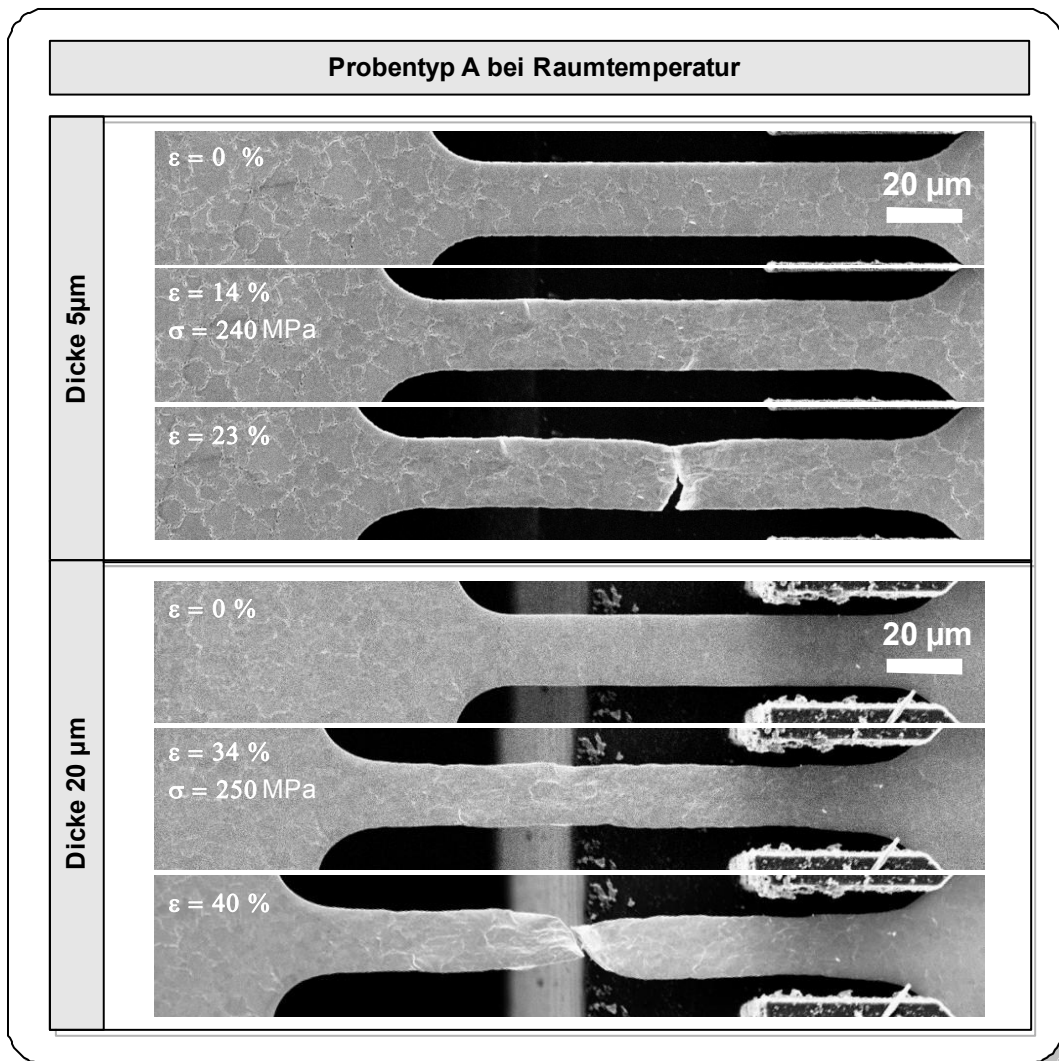 Probentyp A bei Raumtemperatur
Dicke 5µm
ε = 0 %
20 µm
ε = 14 %
σ = 240 MPa
ε = 23 %
Dicke 20 µm
ε = 0 %
20 µm
ε = 34 %
σ = 250 MPa
ε = 40 %